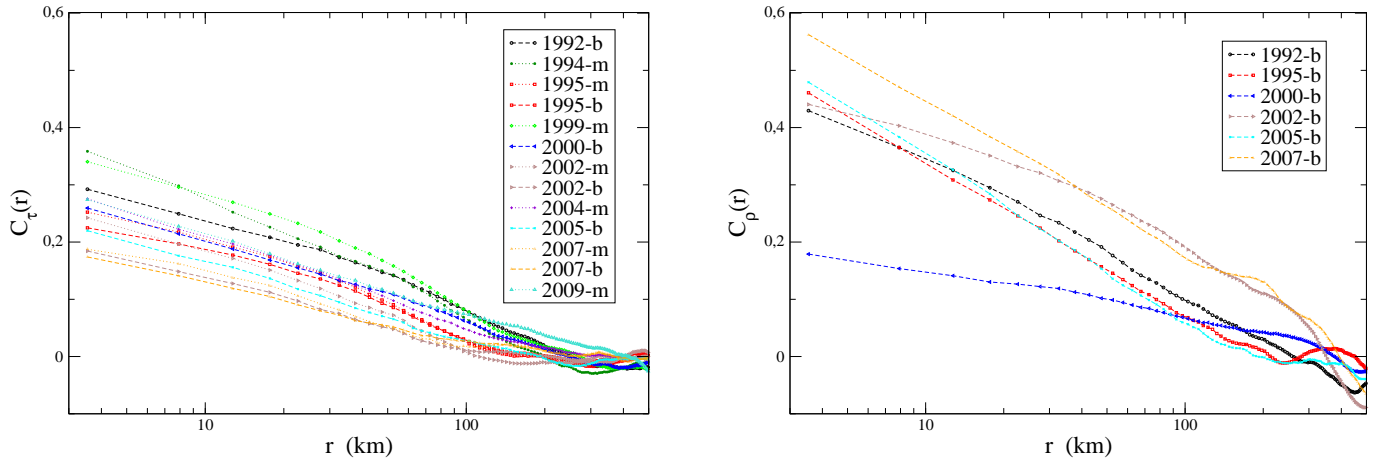 0,6
0,4
0,2
0
C_τ(r)
10
100
r (km)
1992-b
1994-m
1995-m
1995-b
1999-m
2000-b
2002-m
2002-b
2004-m
2005-b
2007-m
2007-b
2009-m
0,6
0,4
0,2
0
C_ρ(r)
10
100
r (km)
1992-b
1995-b
2000-b
2002-b
2005-b
2007-b